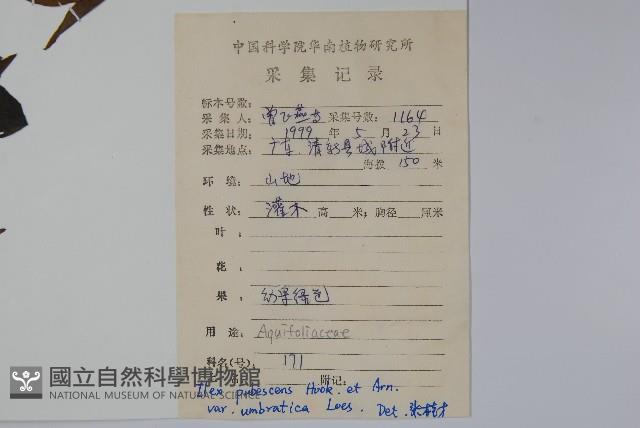 中国科学院华南植物研究所
采集记录
标本号数:
采集人: 曾飞燕 采集号数: 1164
采集日期: 1999 年 5 月 23 日
采集地点: 广东 清新县城附近
海拔 150 米
环境: 山地
性状: 灌木 高 米, 胸径 厘米
叶:
花:
果: 幼果绿色
用途: Aquifoliaceae
科名(号): 171
附记:
Ilex pubescens Hook. et Arn.
var. umbratica Loes. Det.
國立自然科學博物館
NATIONAL MUSEUM OF NATURAL SCIENCE